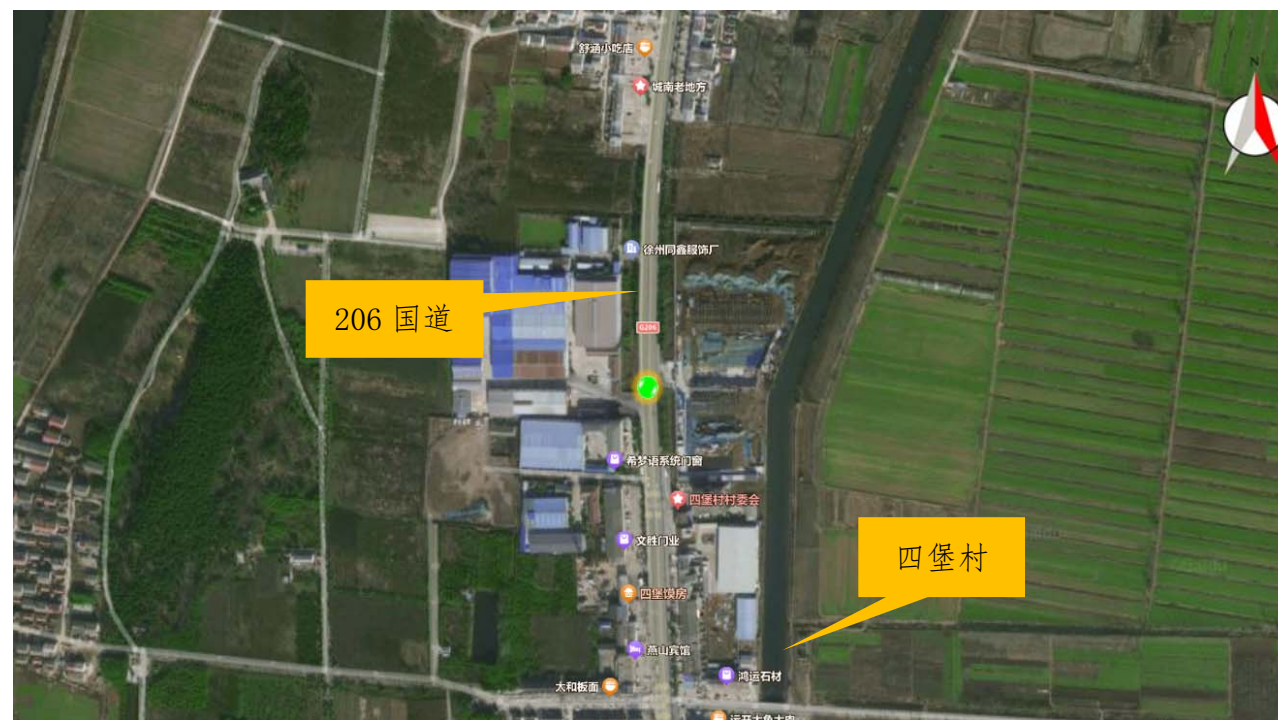 舒涵小吃店
城南老地方
N
徐州同鑫服饰厂
206 国道
G206
希梦语系统门窗
四堡村村委会
文胜门业
四堡村
四堡馍房
燕山宾馆
鸿运石材
太和板面